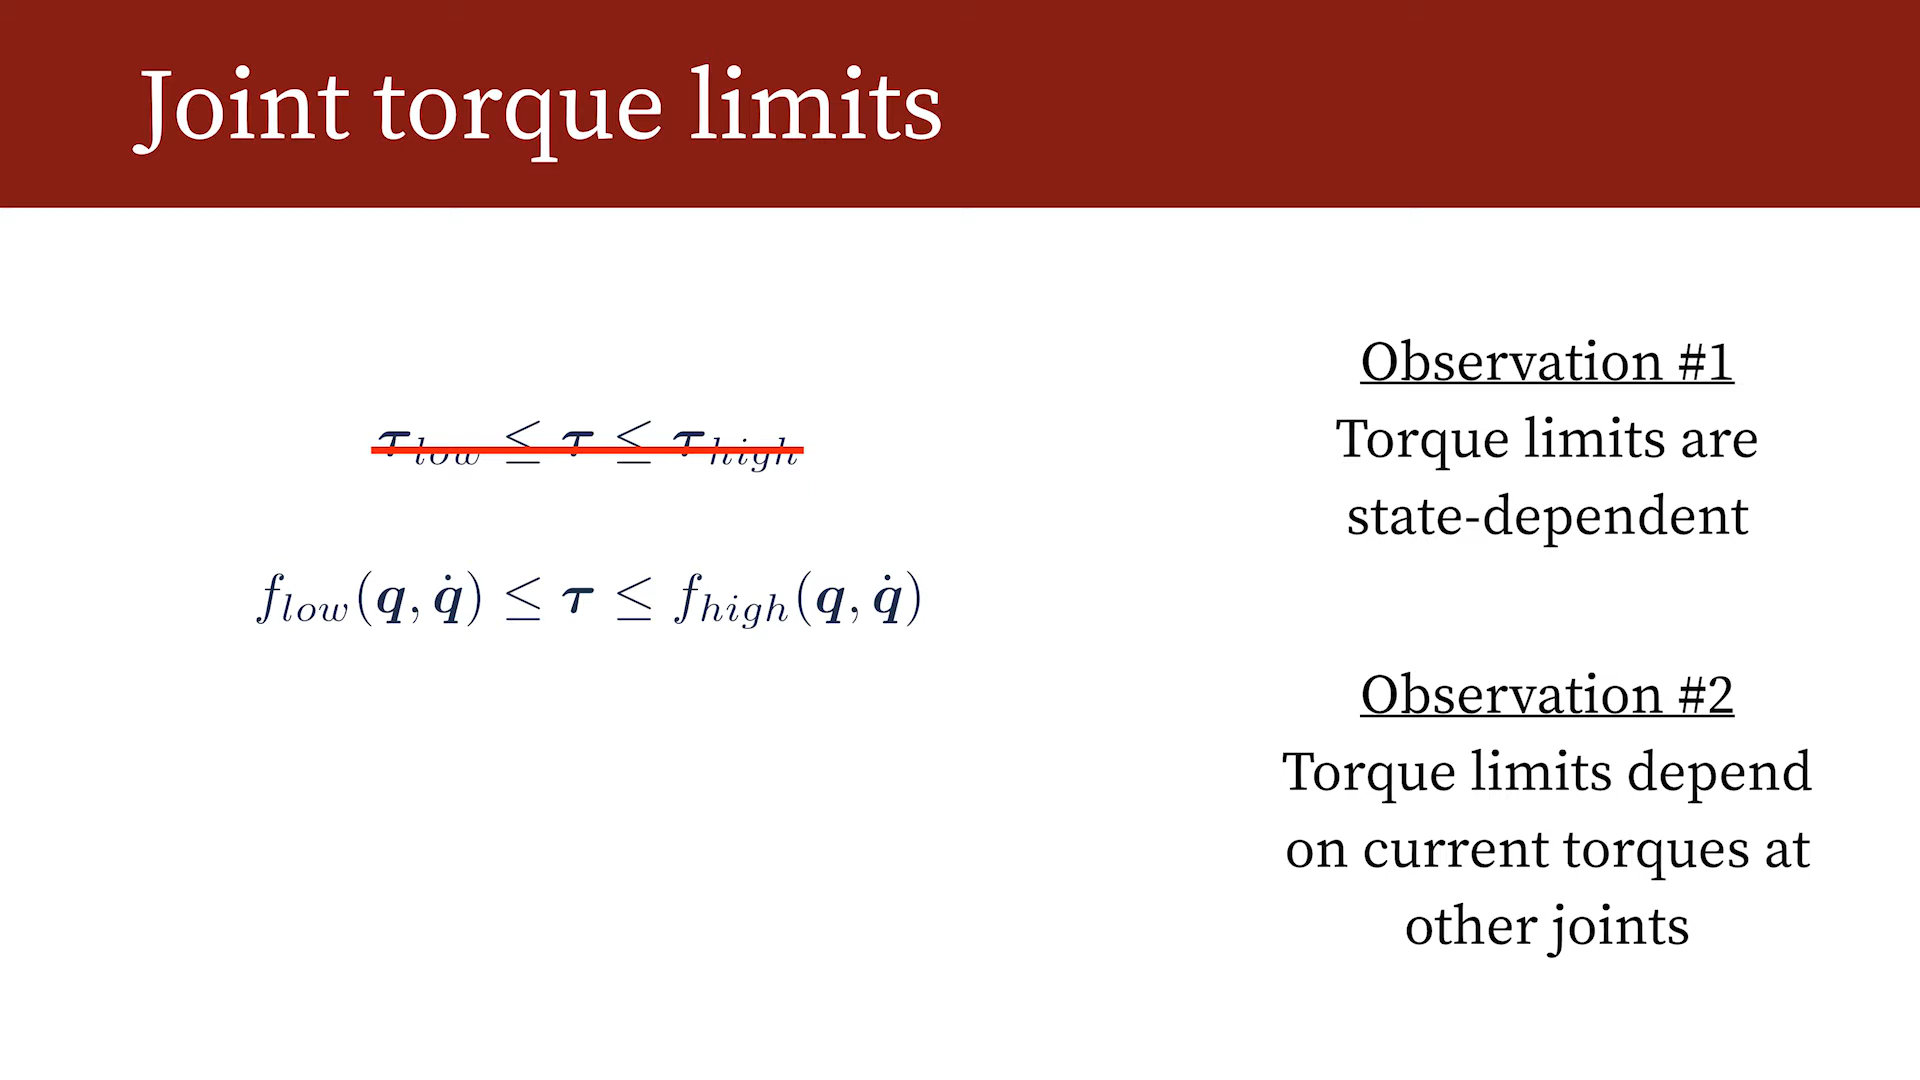 Joint torque limits
τ_low ≤ τ ≤ τ_high
f_low(q, q̇) ≤ τ ≤ f_high(q, q̇)
Observation #1
Torque limits are
state-dependent
Observation #2
Torque limits depend
on current torques at
other joints